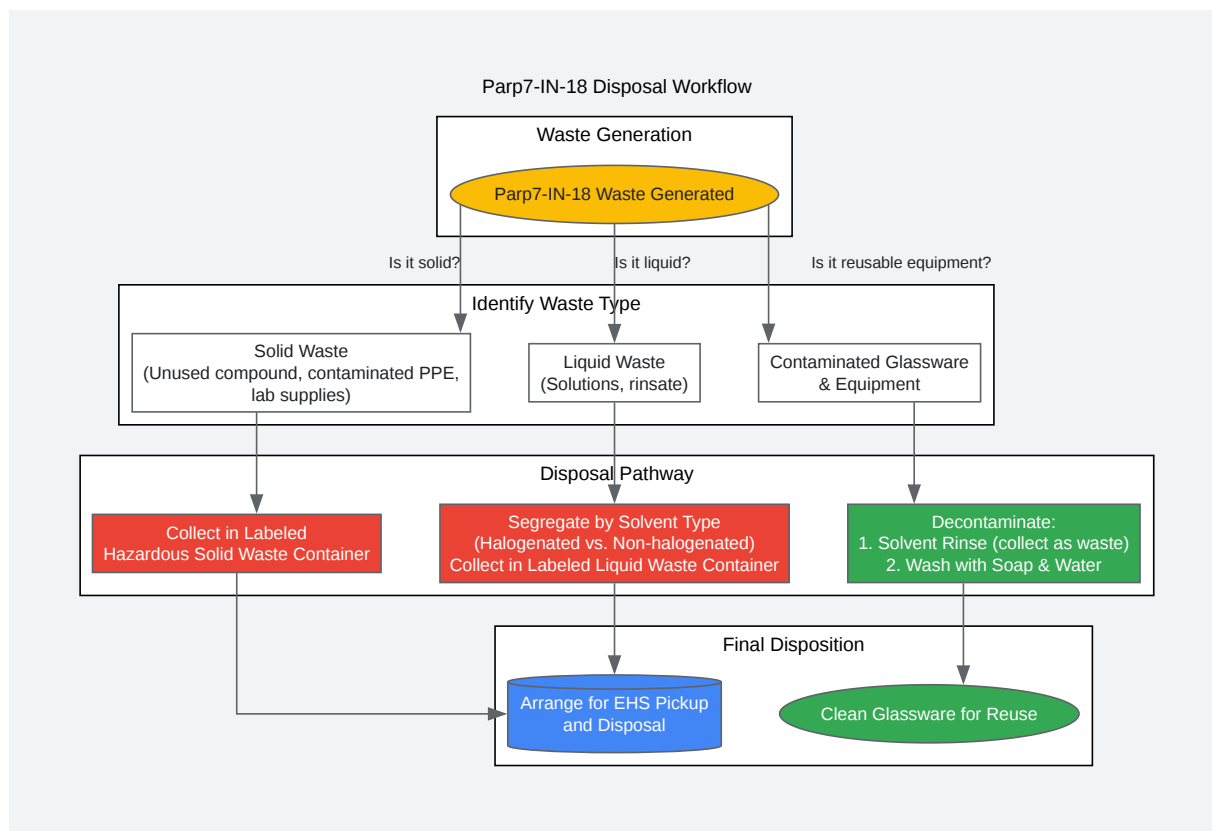 Parp7-IN-18 Disposal Workflow
Waste Generation
Parp7-IN-18 Waste Generated
Is it solid?
Is it liquid?
Is it reusable equipment?
Identify Waste Type
Solid Waste
(Unused compound, contaminated PPE,
lab supplies)
Liquid Waste
(Solutions, rinsate)
Contaminated Glassware
& Equipment
Disposal Pathway
Collect in Labeled
Hazardous Solid Waste Container
Segregate by Solvent Type
(Halogenated vs. Non-halogenated)
Collect in Labeled Liquid Waste Container
Decontaminate:
1. Solvent Rinse (collect as waste)
2. Wash with Soap & Water
Final Disposition
Arrange for EHS Pickup
and Disposal
Clean Glassware for Reuse